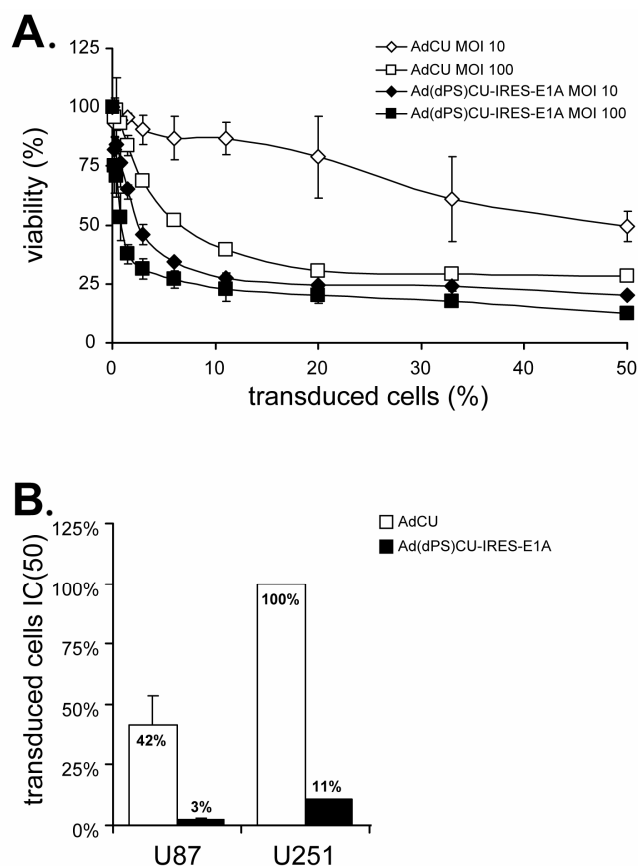 A.
125
100
75
50
25
0
viability (%)
0
10
20
30
40
50
transduced cells (%)
AdCU MOI 10
AdCU MOI 100
Ad(dPS)CU-IRES-E1A MOI 10
Ad(dPS)CU-IRES-E1A MOI 100
B.
125%
100%
75%
50%
25%
0%
transduced cells IC(50)
42%
3%
100%
11%
U87
U251
AdCU
Ad(dPS)CU-IRES-E1A